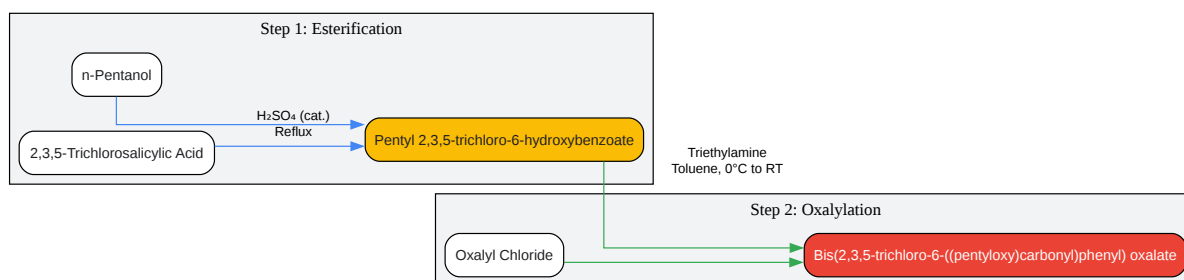 Step 1: Esterification
n-Pentanol
H₂SO₄ (cat.)
Reflux
2,3,5-Trichlorosalicylic Acid
Pentyl 2,3,5-trichloro-6-hydroxybenzoate
Triethylamine
Toluene, 0°C to RT
Step 2: Oxalylation
Oxalyl Chloride
Bis(2,3,5-trichloro-6-((pentyloxy)carbonyl)phenyl) oxalate